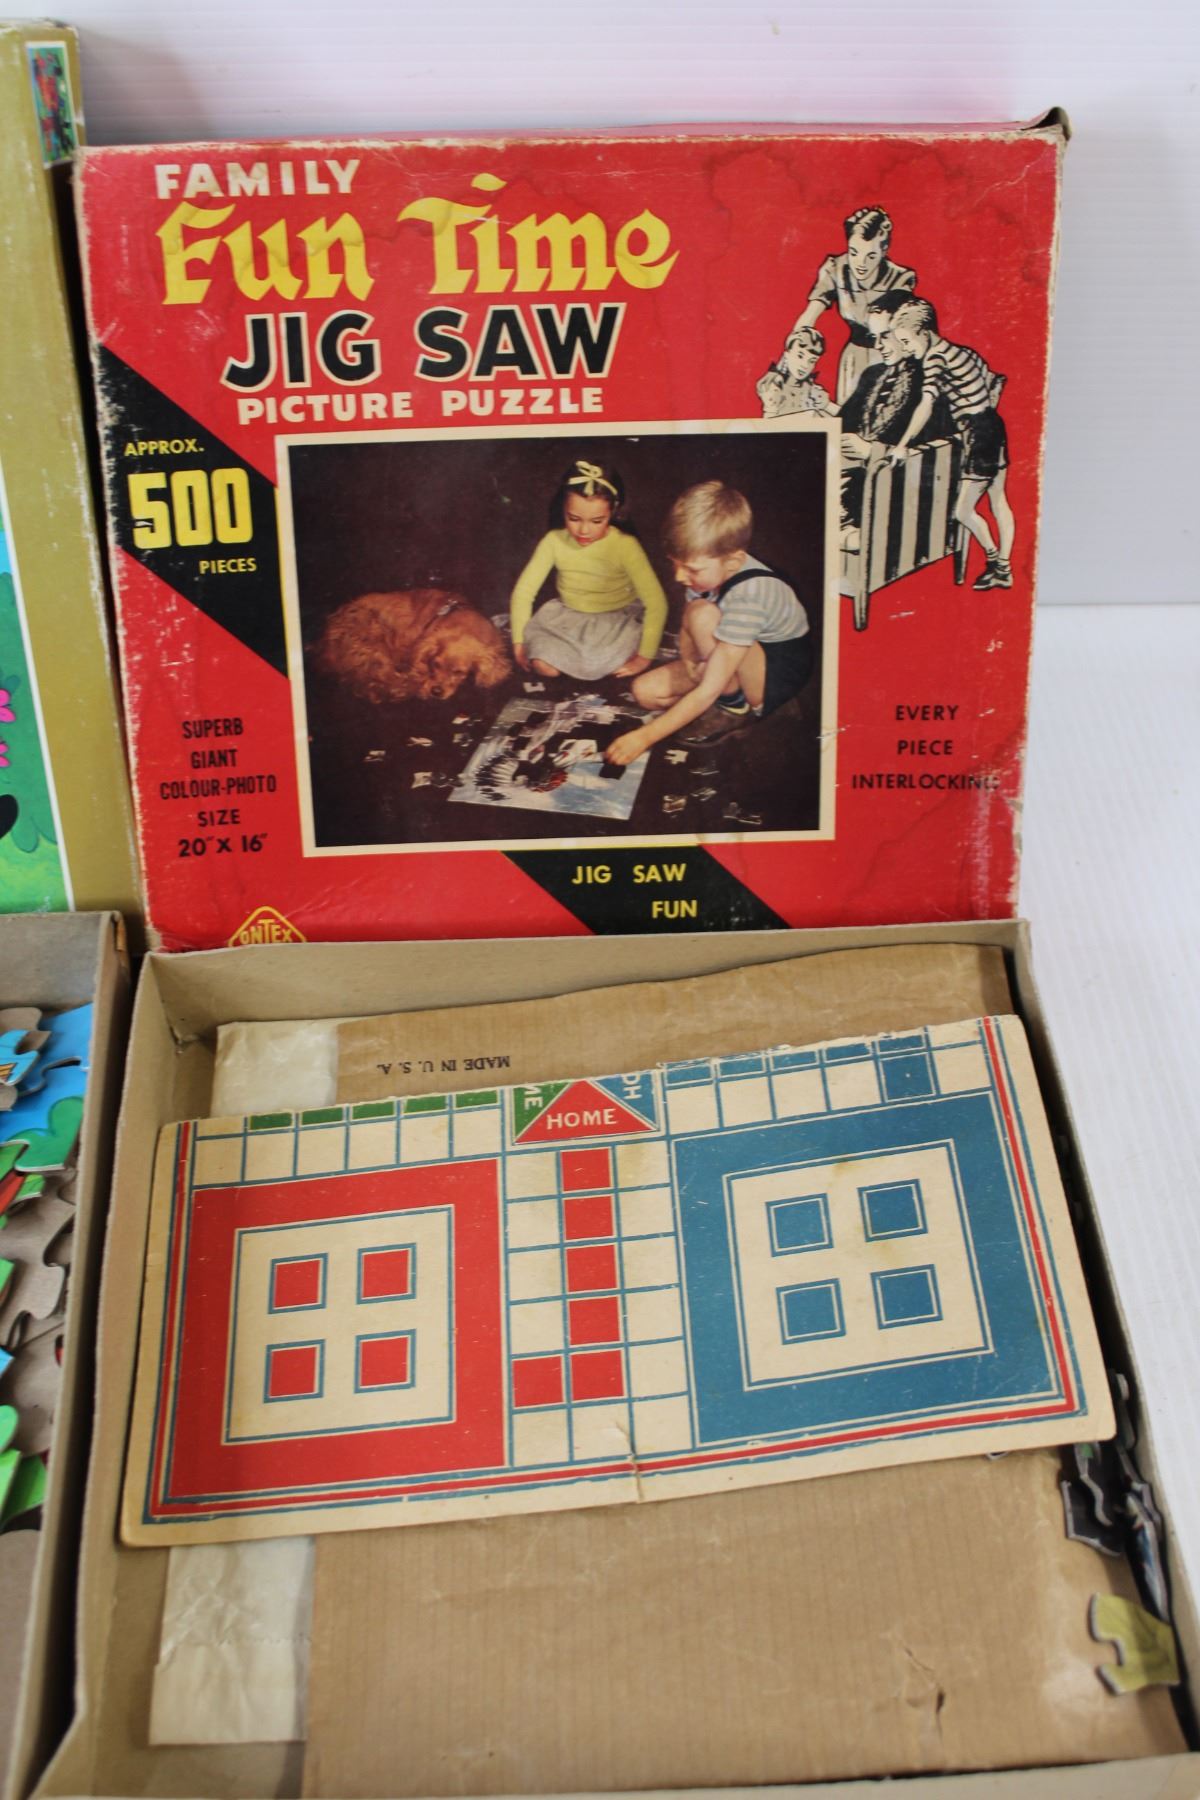 FAMILY
Fun Time
JIG SAW
PICTURE PUZZLE
APPROX.
500
PIECES
SUPERB
GIANT
COLOUR-PHOTO
SIZE
20" X 16"
EVERY
PIECE
INTERLOCKING
JIG SAW
FUN
ONTEX
MADE IN U. S. A.
HOME